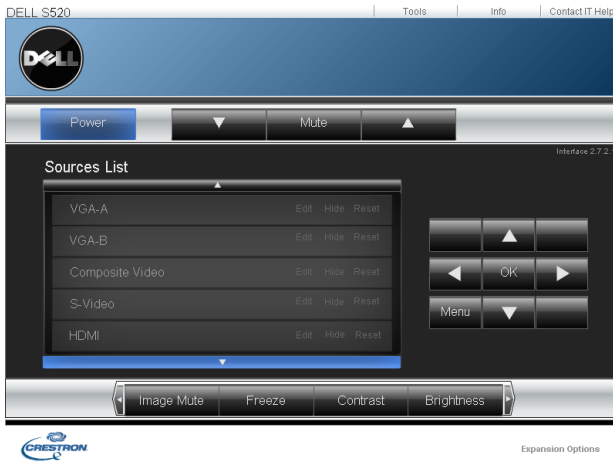 DELL S520
Tools Info Contact IT Help
DELL
Power Mute
Interface 2.7.2.
Sources List
VGA-A Edit Hide Reset
VGA-B Edit Hide Reset
Composite Video Edit Hide Reset
S-Video Edit Hide Reset
HDMI Edit Hide Reset
OK
Menu
Image Mute Freeze Contrast Brightness
CRESTRON
Expansion Options